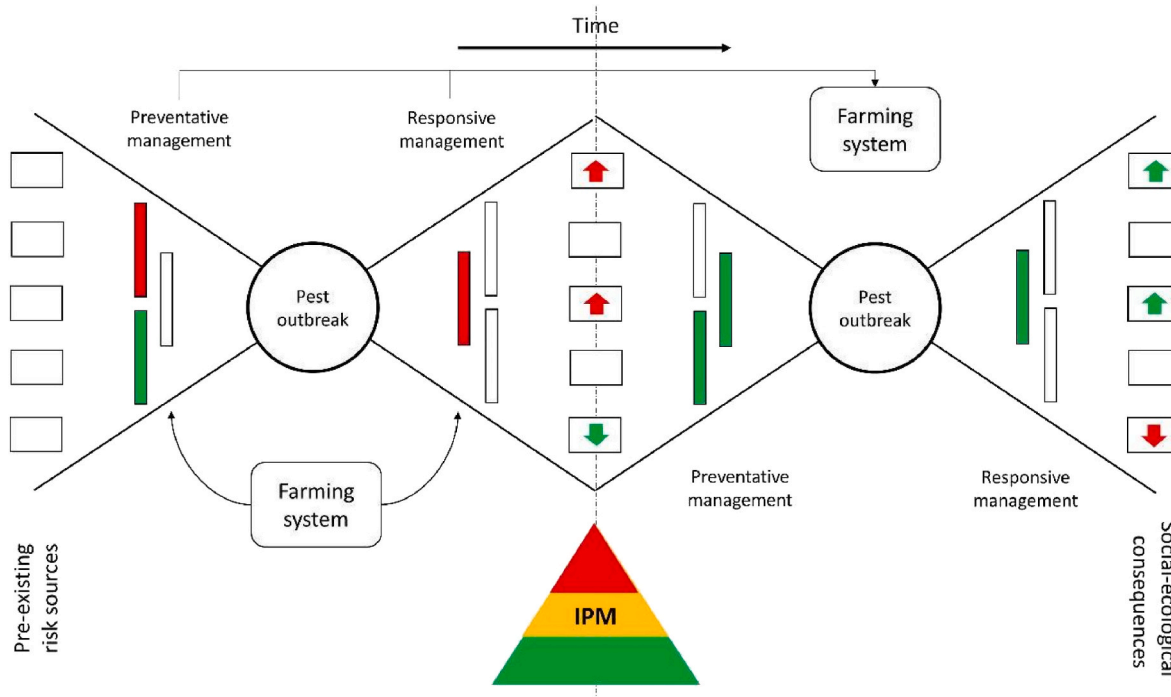 Time
Preventative
management
Responsive
management
Farming
system
Pest
outbreak
Pest
outbreak
Farming
system
Preventative
management
Responsive
management
Pre-existing
risk sources
IPM
Social-ecological
consequences